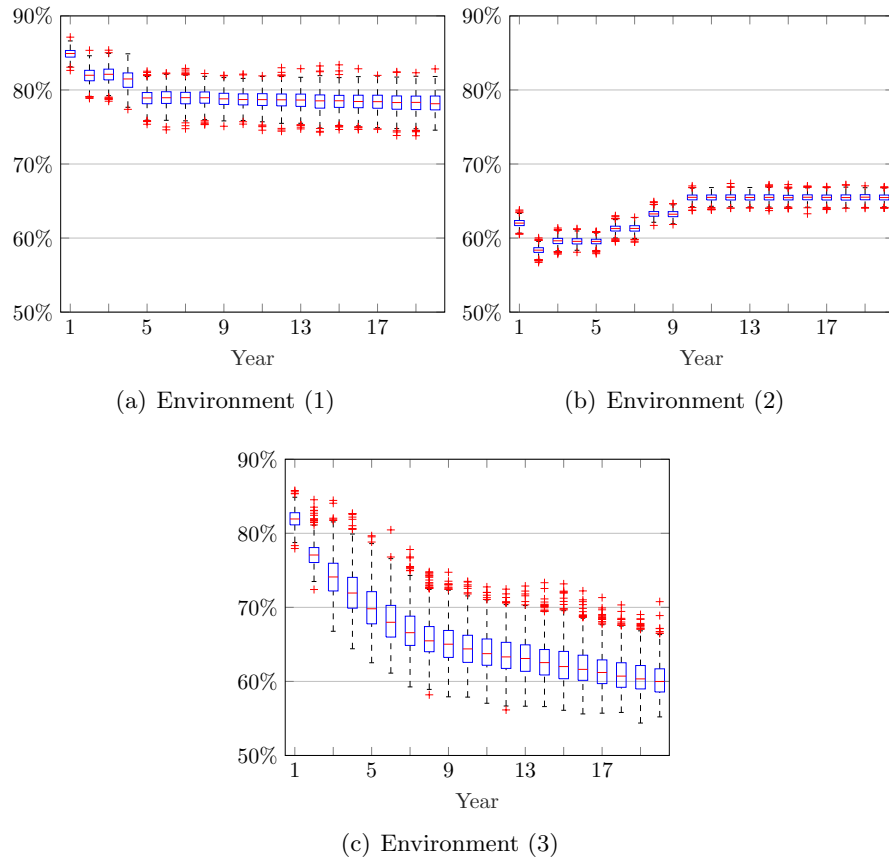 90%
80%
70%
60%
50%
1 5 9 13 17
Year
(a) Environment (1)
90%
80%
70%
60%
50%
1 5 9 13 17
Year
(b) Environment (2)
90%
80%
70%
60%
50%
1 5 9 13 17
Year
(c) Environment (3)